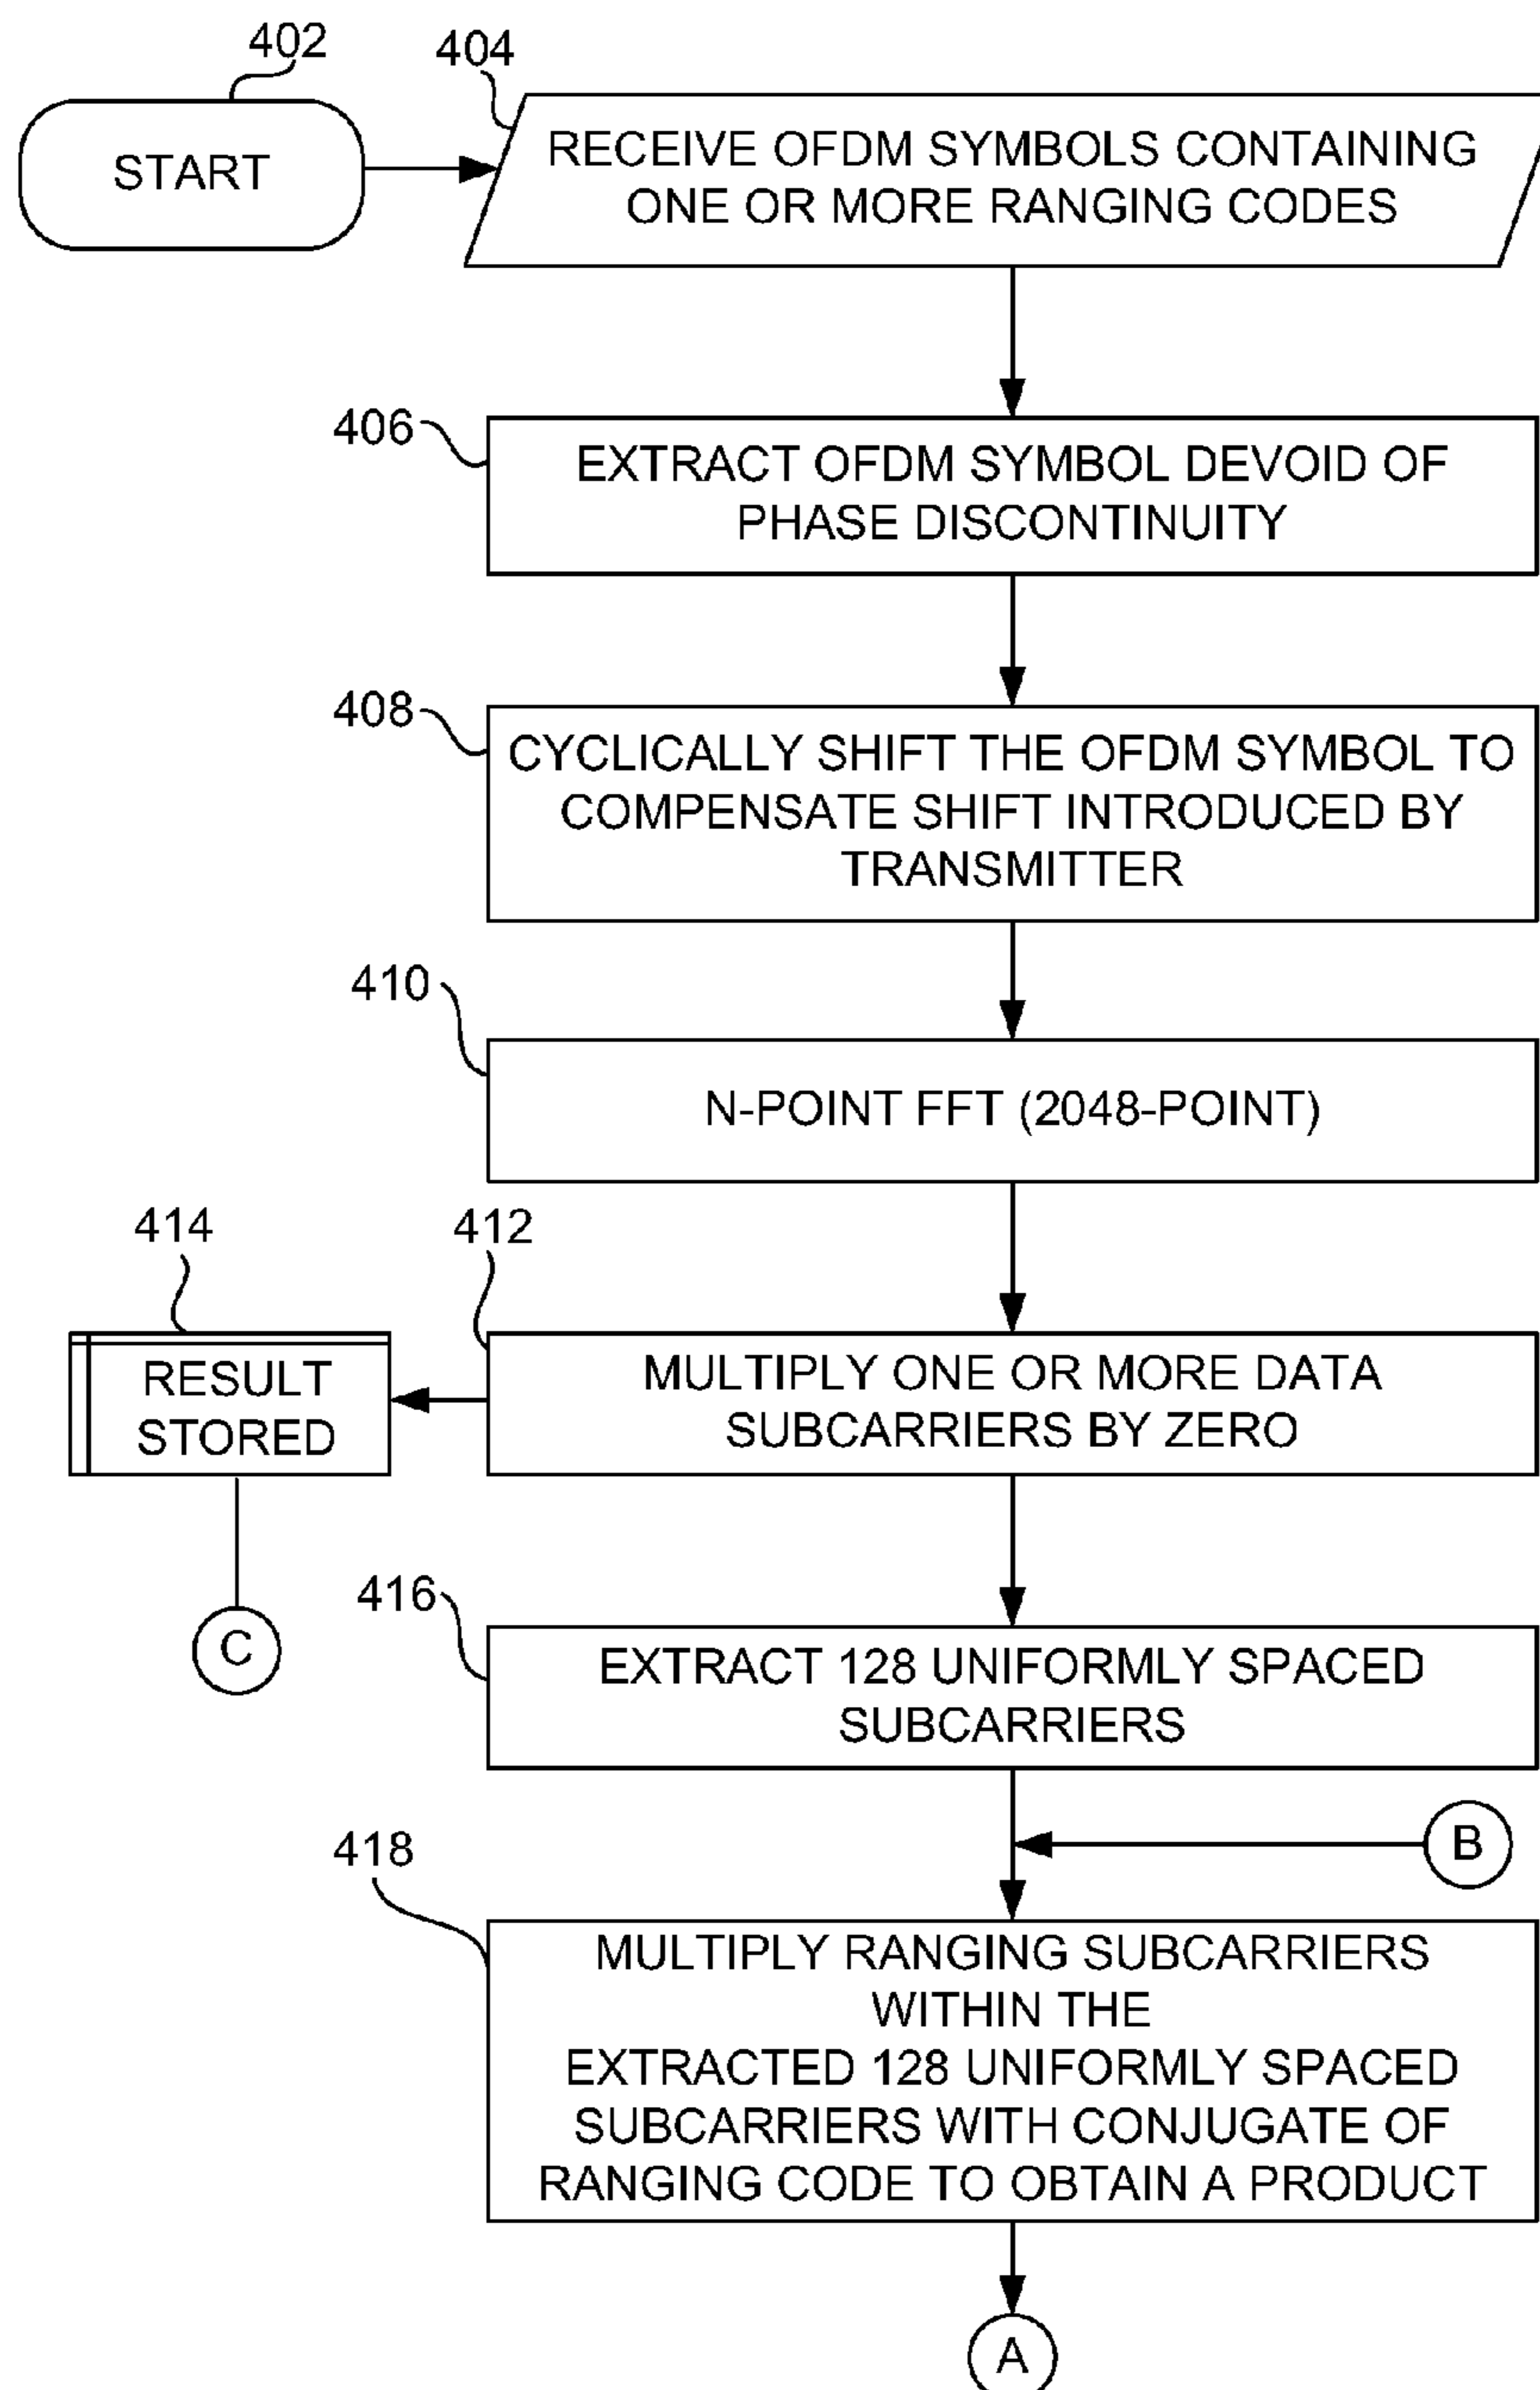 402
404
START
RECEIVE OFDM SYMBOLS CONTAINING
ONE OR MORE RANGING CODES
406
EXTRACT OFDM SYMBOL DEVOID OF
PHASE DISCONTINUITY
408
CYCLICALLY SHIFT THE OFDM SYMBOL TO
COMPENSATE SHIFT INTRODUCED BY
TRANSMITTER
410
N-POINT FFT (2048-POINT)
414
412
RESULT
STORED
MULTIPLY ONE OR MORE DATA
SUBCARRIERS BY ZERO
C
416
EXTRACT 128 UNIFORMLY SPACED
SUBCARRIERS
B
418
MULTIPLY RANGING SUBCARRIERS
WITHIN THE
EXTRACTED 128 UNIFORMLY SPACED
SUBCARRIERS WITH CONJUGATE OF
RANGING CODE TO OBTAIN A PRODUCT
A